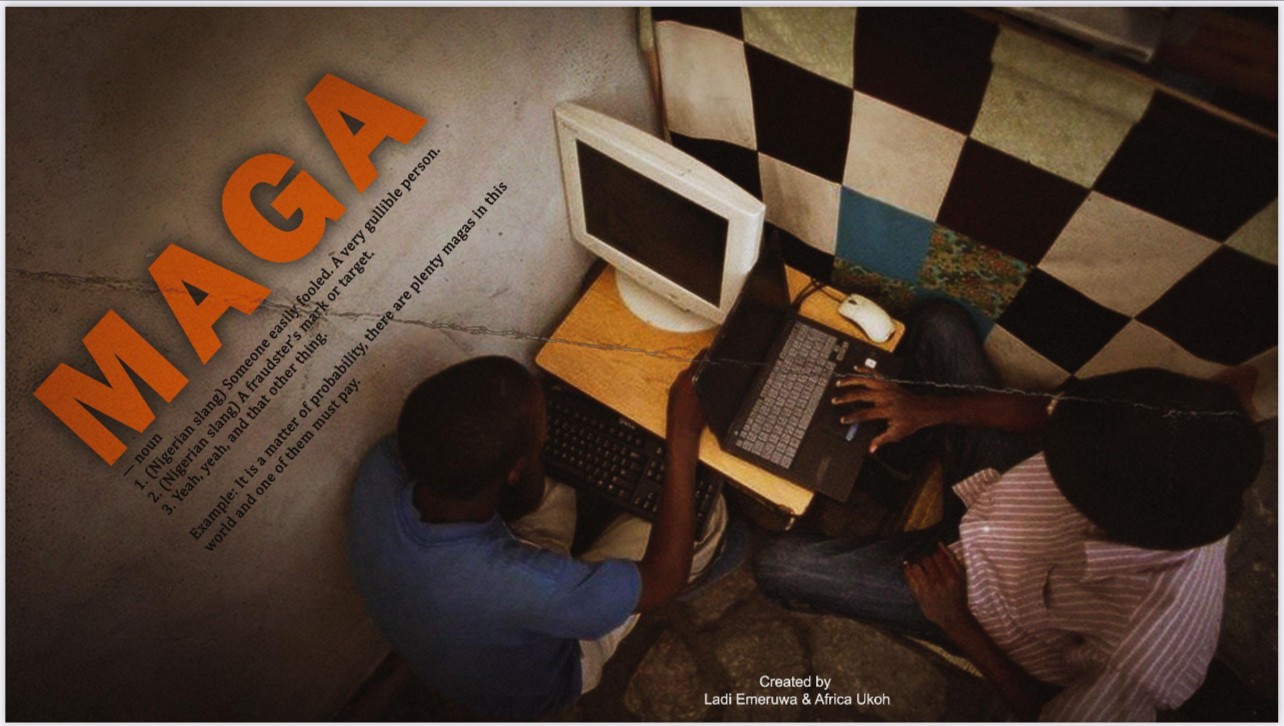 MAGA
— noun
1. (Nigerian slang) Someone easily fooled. A very gullible person.
2. (Nigerian slang) A fraudster's mark or target.
3. Yeah, yeah, and that other thing.
Example: It is a matter of probability, there are plenty magas in this
world and one of them must pay.
Created by
Ladi Emeruwa & Africa Ukoh